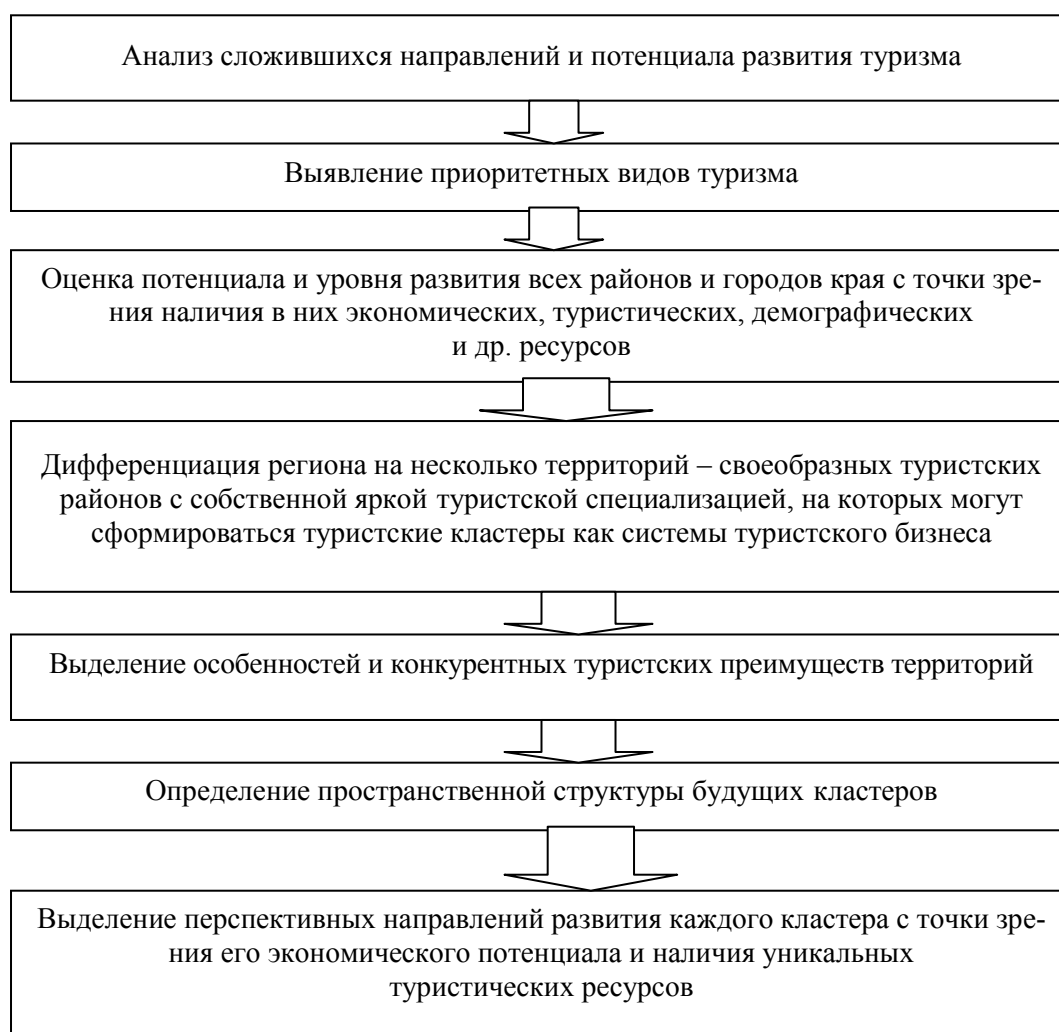 Анализ сложившихся направлений и потенциала развития туризма
Выявление приоритетных видов туризма
Оценка потенциала и уровня развития всех районов и городов края с точки зре-
ния наличия в них экономических, туристических, демографических
и др. ресурсов
Дифференциация региона на несколько территорий – своеобразных туристских
районов с собственной яркой туристской специализацией, на которых могут
сформироваться туристские кластеры как системы туристского бизнеса
Выделение особенностей и конкурентных туристских преимуществ территорий
Определение пространственной структуры будущих кластеров
Выделение перспективных направлений развития каждого кластера с точки зре-
ния его экономического потенциала и наличия уникальных
туристических ресурсов